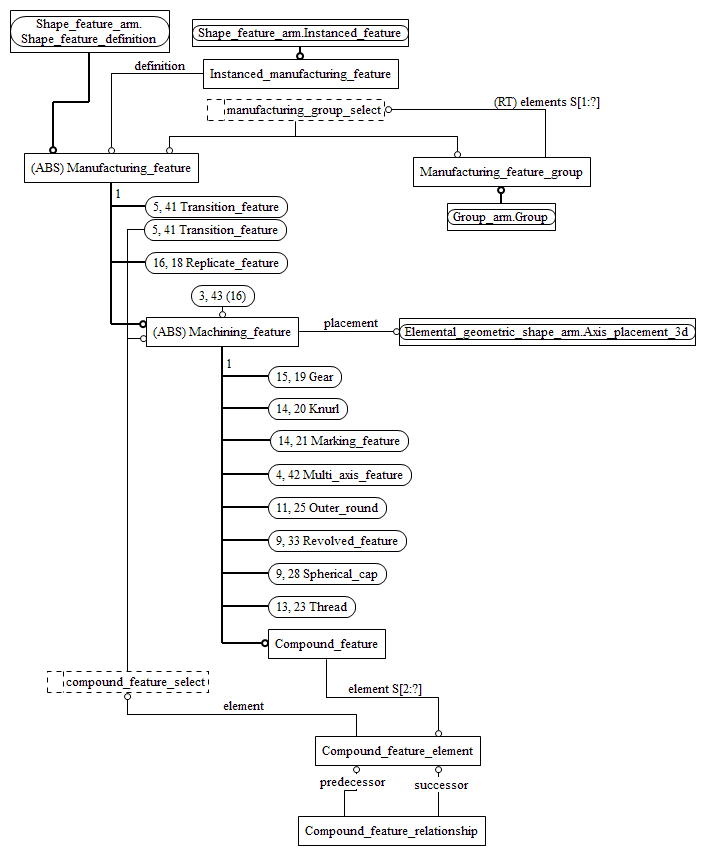 Shape_feature_arm.
Shape_feature_definition
Shape_feature_arm.Instanced_feature
definition
Instanced_manufacturing_feature
manufacturing_group_select
(RT) elements S[1:?]
(ABS) Manufacturing_feature
Manufacturing_feature_group
1
5, 41 Transition_feature
Group_arm.Group
5, 41 Transition_feature
16, 18 Replicate_feature
3, 43 (16)
placement
(ABS) Machining_feature
Elemental_geometric_shape_arm.Axis_placement_3d
1
15, 19 Gear
14, 20 Knurl
14, 21 Marking_feature
4, 42 Multi_axis_feature
11, 25 Outer_round
9, 33 Revolved_feature
9, 28 Spherical_cap
13, 23 Thread
Compound_feature
compound_feature_select
element S[2:?]
element
Compound_feature_element
predecessor
successor
Compound_feature_relationship